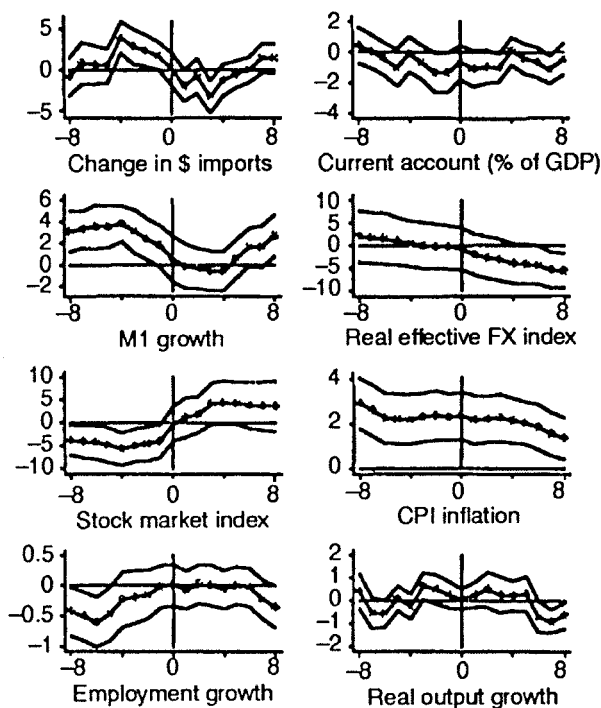 5
0
−5
−8 0 8
Change in $ imports
2
0
−2
−4
−8 0 8
Current account (% of GDP)
6
4
2
0
−2
−8 0 8
M1 growth
10
5
0
−5
−10
−8 0 8
Real effective FX index
10
5
0
−5
−10
−8 0 8
Stock market index
4
2
0
−8 0 8
CPI inflation
0.5
0
−0.5
−1
−8 0 8
Employment growth
2
1
0
−1
−2
−8 0 8
Real output growth